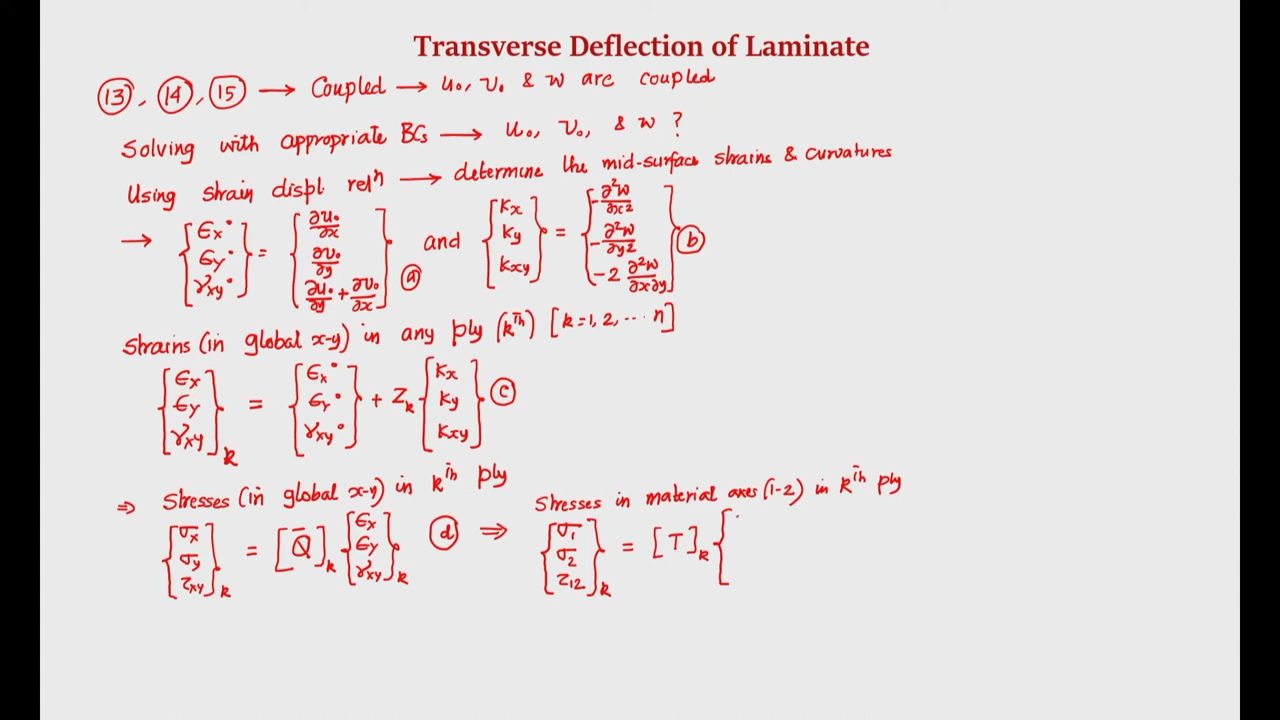 Transverse Deflection of Laminate
(13), (14), (15) → Coupled → u₀, v₀ & w are coupled
Solving with appropriate BCs → u₀, v₀, & w ?
Using strain displ. relⁿ → determine the mid-surface strains & curvatures
→ {εx° εy° γxy°} = {∂u₀/∂x ∂v₀/∂y ∂u₀/∂y + ∂v₀/∂x} (a) and {kx ky kxy} = {-∂²w/∂x² -∂²w/∂y² -2 ∂²w/∂x∂y} (b)
Strains (in global x-y) in any ply (kth) [k=1, 2, ... n]
{εx εy γxy}k = {εx° εy° γxy°} + Zk {kx ky kxy} (c)
⇒ Stresses (in global x-y) in kth ply
{σx σy τxy}k = [Q̄]k {εx εy γxy}k (d) ⇒
Stresses in material axes (1-2) in kth ply
{σ1 σ2 τ12}k = [T]k {